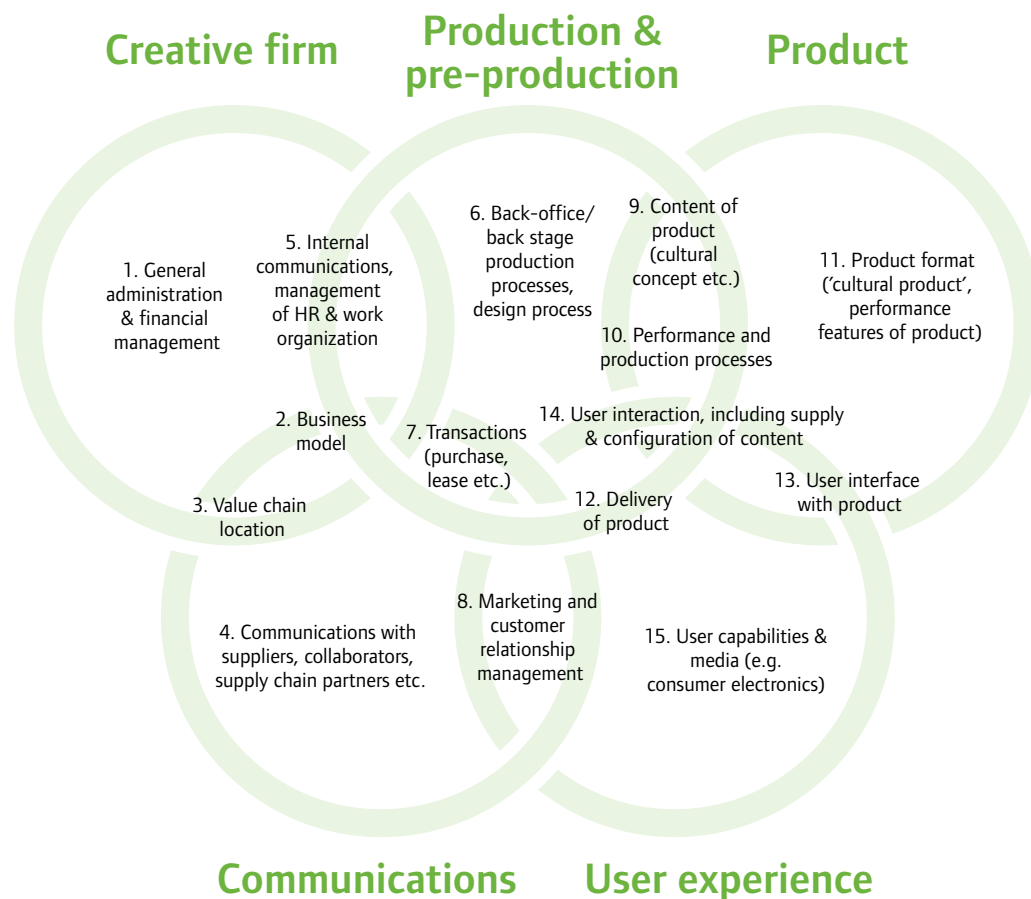 Creative firm
Production &
pre-production
Product
1. General
administration
& financial
management
5. Internal
communications,
management
of HR & work
organization
6. Back-office/
back stage
production
processes,
design process
9. Content of
product
(cultural
concept etc.)
10. Performance and
production processes
11. Product format
(‘cultural product’,
performance
features of product)
2. Business
model
7. Transactions
(purchase,
lease etc.)
14. User interaction, including supply
& configuration of content
3. Value chain
location
12. Delivery
of product
13. User interface
with product
4. Communications with
suppliers, collaborators,
supply chain partners etc.
8. Marketing and
customer
relationship
management
15. User capabilities &
media (e.g.
consumer electronics)
Communications
User experience